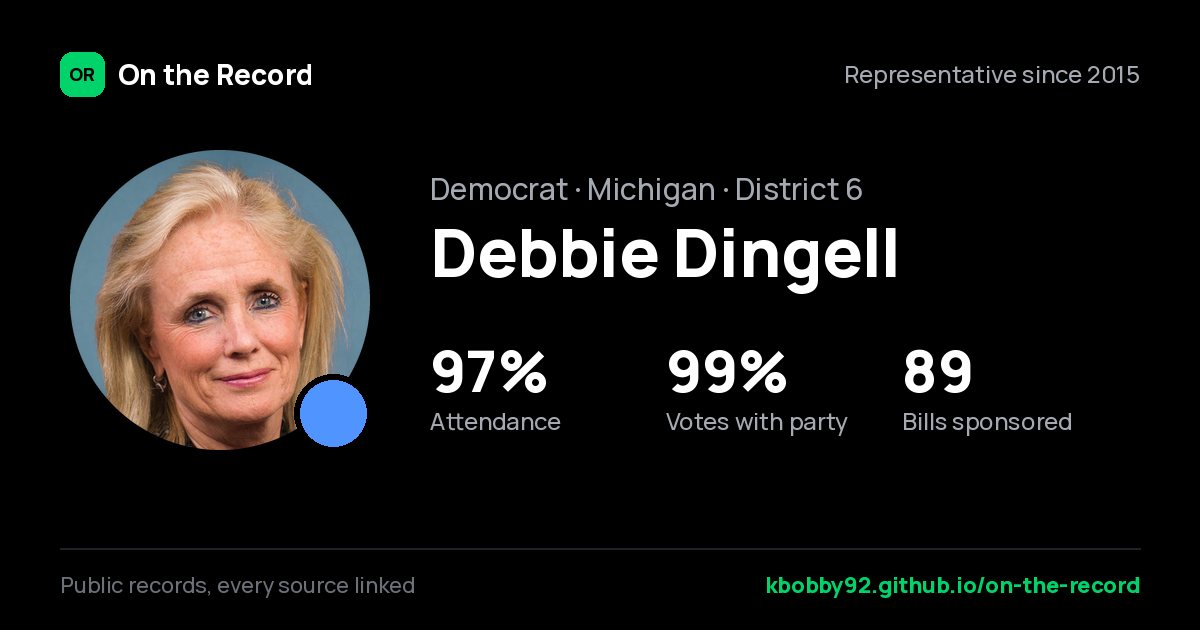 OR On the Record
Representative since 2015
Democrat · Michigan · District 6
Debbie Dingell
97% 99% 89
Attendance Votes with party Bills sponsored
Public records, every source linked
kbobby92.github.io/on-the-record